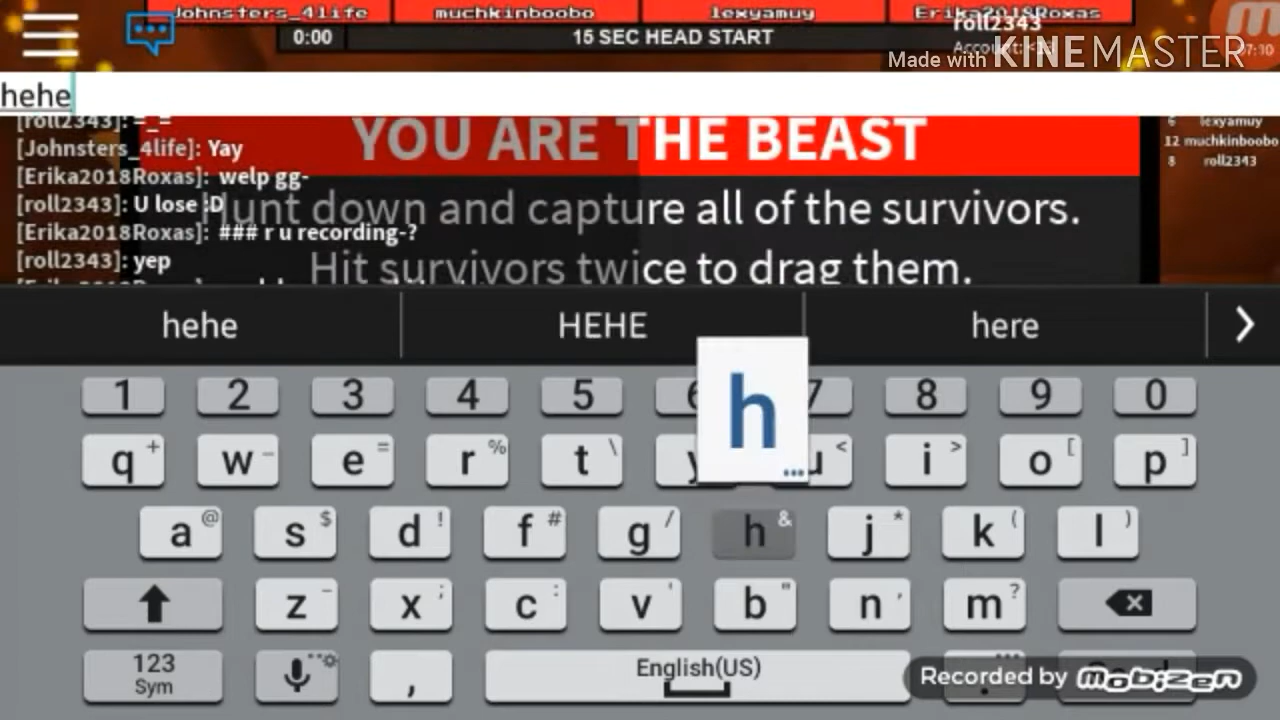 Johnsters_4life muchkinboobo lexyamuy Erika2018Roxas
roll2343
0:00 15 SEC HEAD START
Made with KINEMASTER
hehe
[roll2343]: =_=
[Johnsters_4life]: Yay
[Erika2018Roxas]: welp gg-
[roll2343]: U lose :D
[Erika2018Roxas]: ### r u recording-?
[roll2343]: yep
YOU ARE THE BEAST
Hunt down and capture all of the survivors.
Hit survivors twice to drag them.
6 lexyamuy
12 muchkinboobo
8 roll2343
hehe HEHE here
1 2 3 4 5 6 7 8 9 0
q + w e = r % t \ y u < i > o [ p ]
h
a @ s $ d ! f # g / h & j * k ( l )
z x ; c : v ' b " n , m ?
123
Sym
, English(US) .
Recorded by mobizen